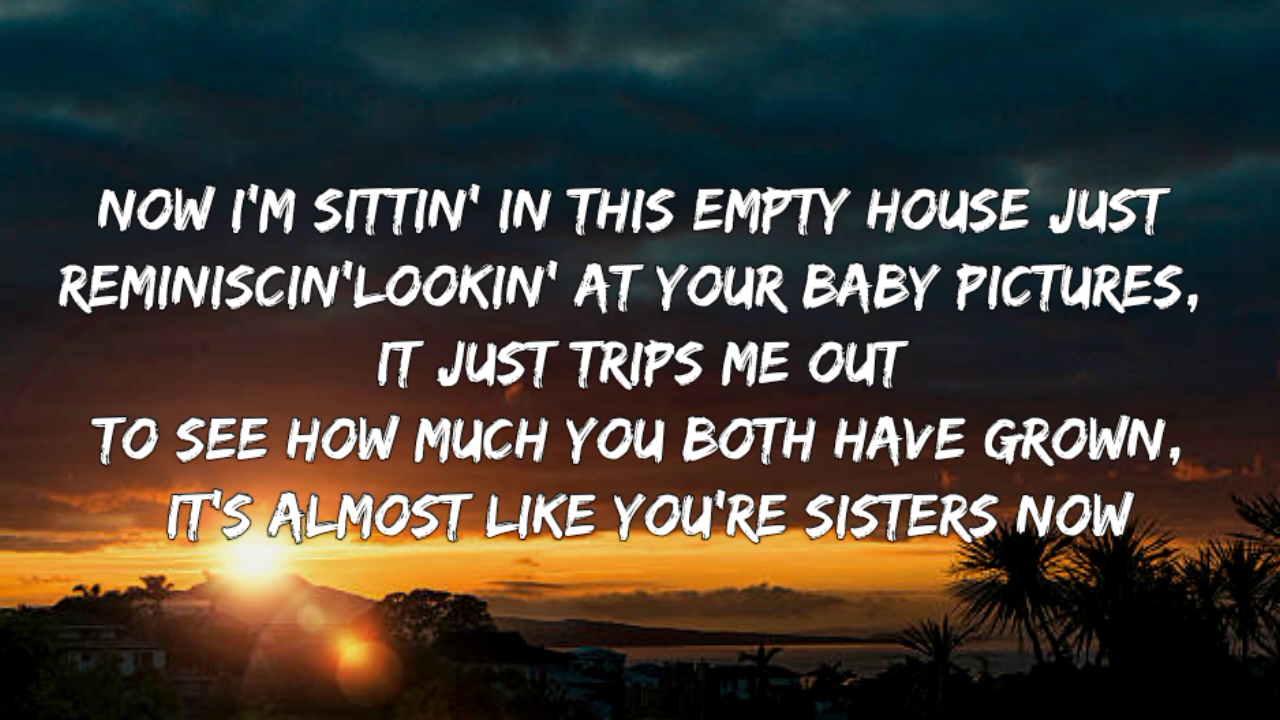 NOW I'M SITTIN' IN THIS EMPTY HOUSE JUST
REMINISCIN'LOOKIN' AT YOUR BABY PICTURES,
IT JUST TRIPS ME OUT
TO SEE HOW MUCH YOU BOTH HAVE GROWN,
IT'S ALMOST LIKE YOU'RE SISTERS NOW